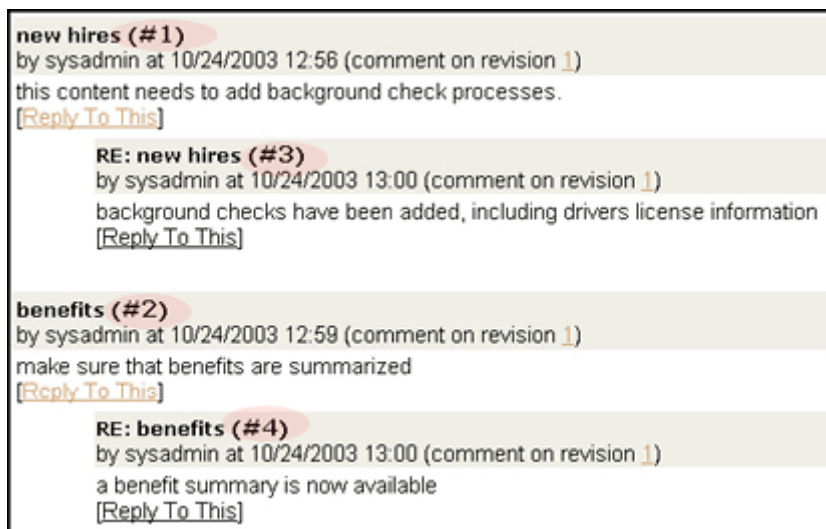 new hires (#1)
by sysadmin at 10/24/2003 12:56 (comment on revision 1)
this content needs to add background check processes.
[Reply To This]
RE: new hires (#3)
by sysadmin at 10/24/2003 13:00 (comment on revision 1)
background checks have been added, including drivers license information
[Reply To This]
benefits (#2)
by sysadmin at 10/24/2003 12:59 (comment on revision 1)
make sure that benefits are summarized
[Reply To This]
RE: benefits (#4)
by sysadmin at 10/24/2003 13:00 (comment on revision 1)
a benefit summary is now available
[Reply To This]